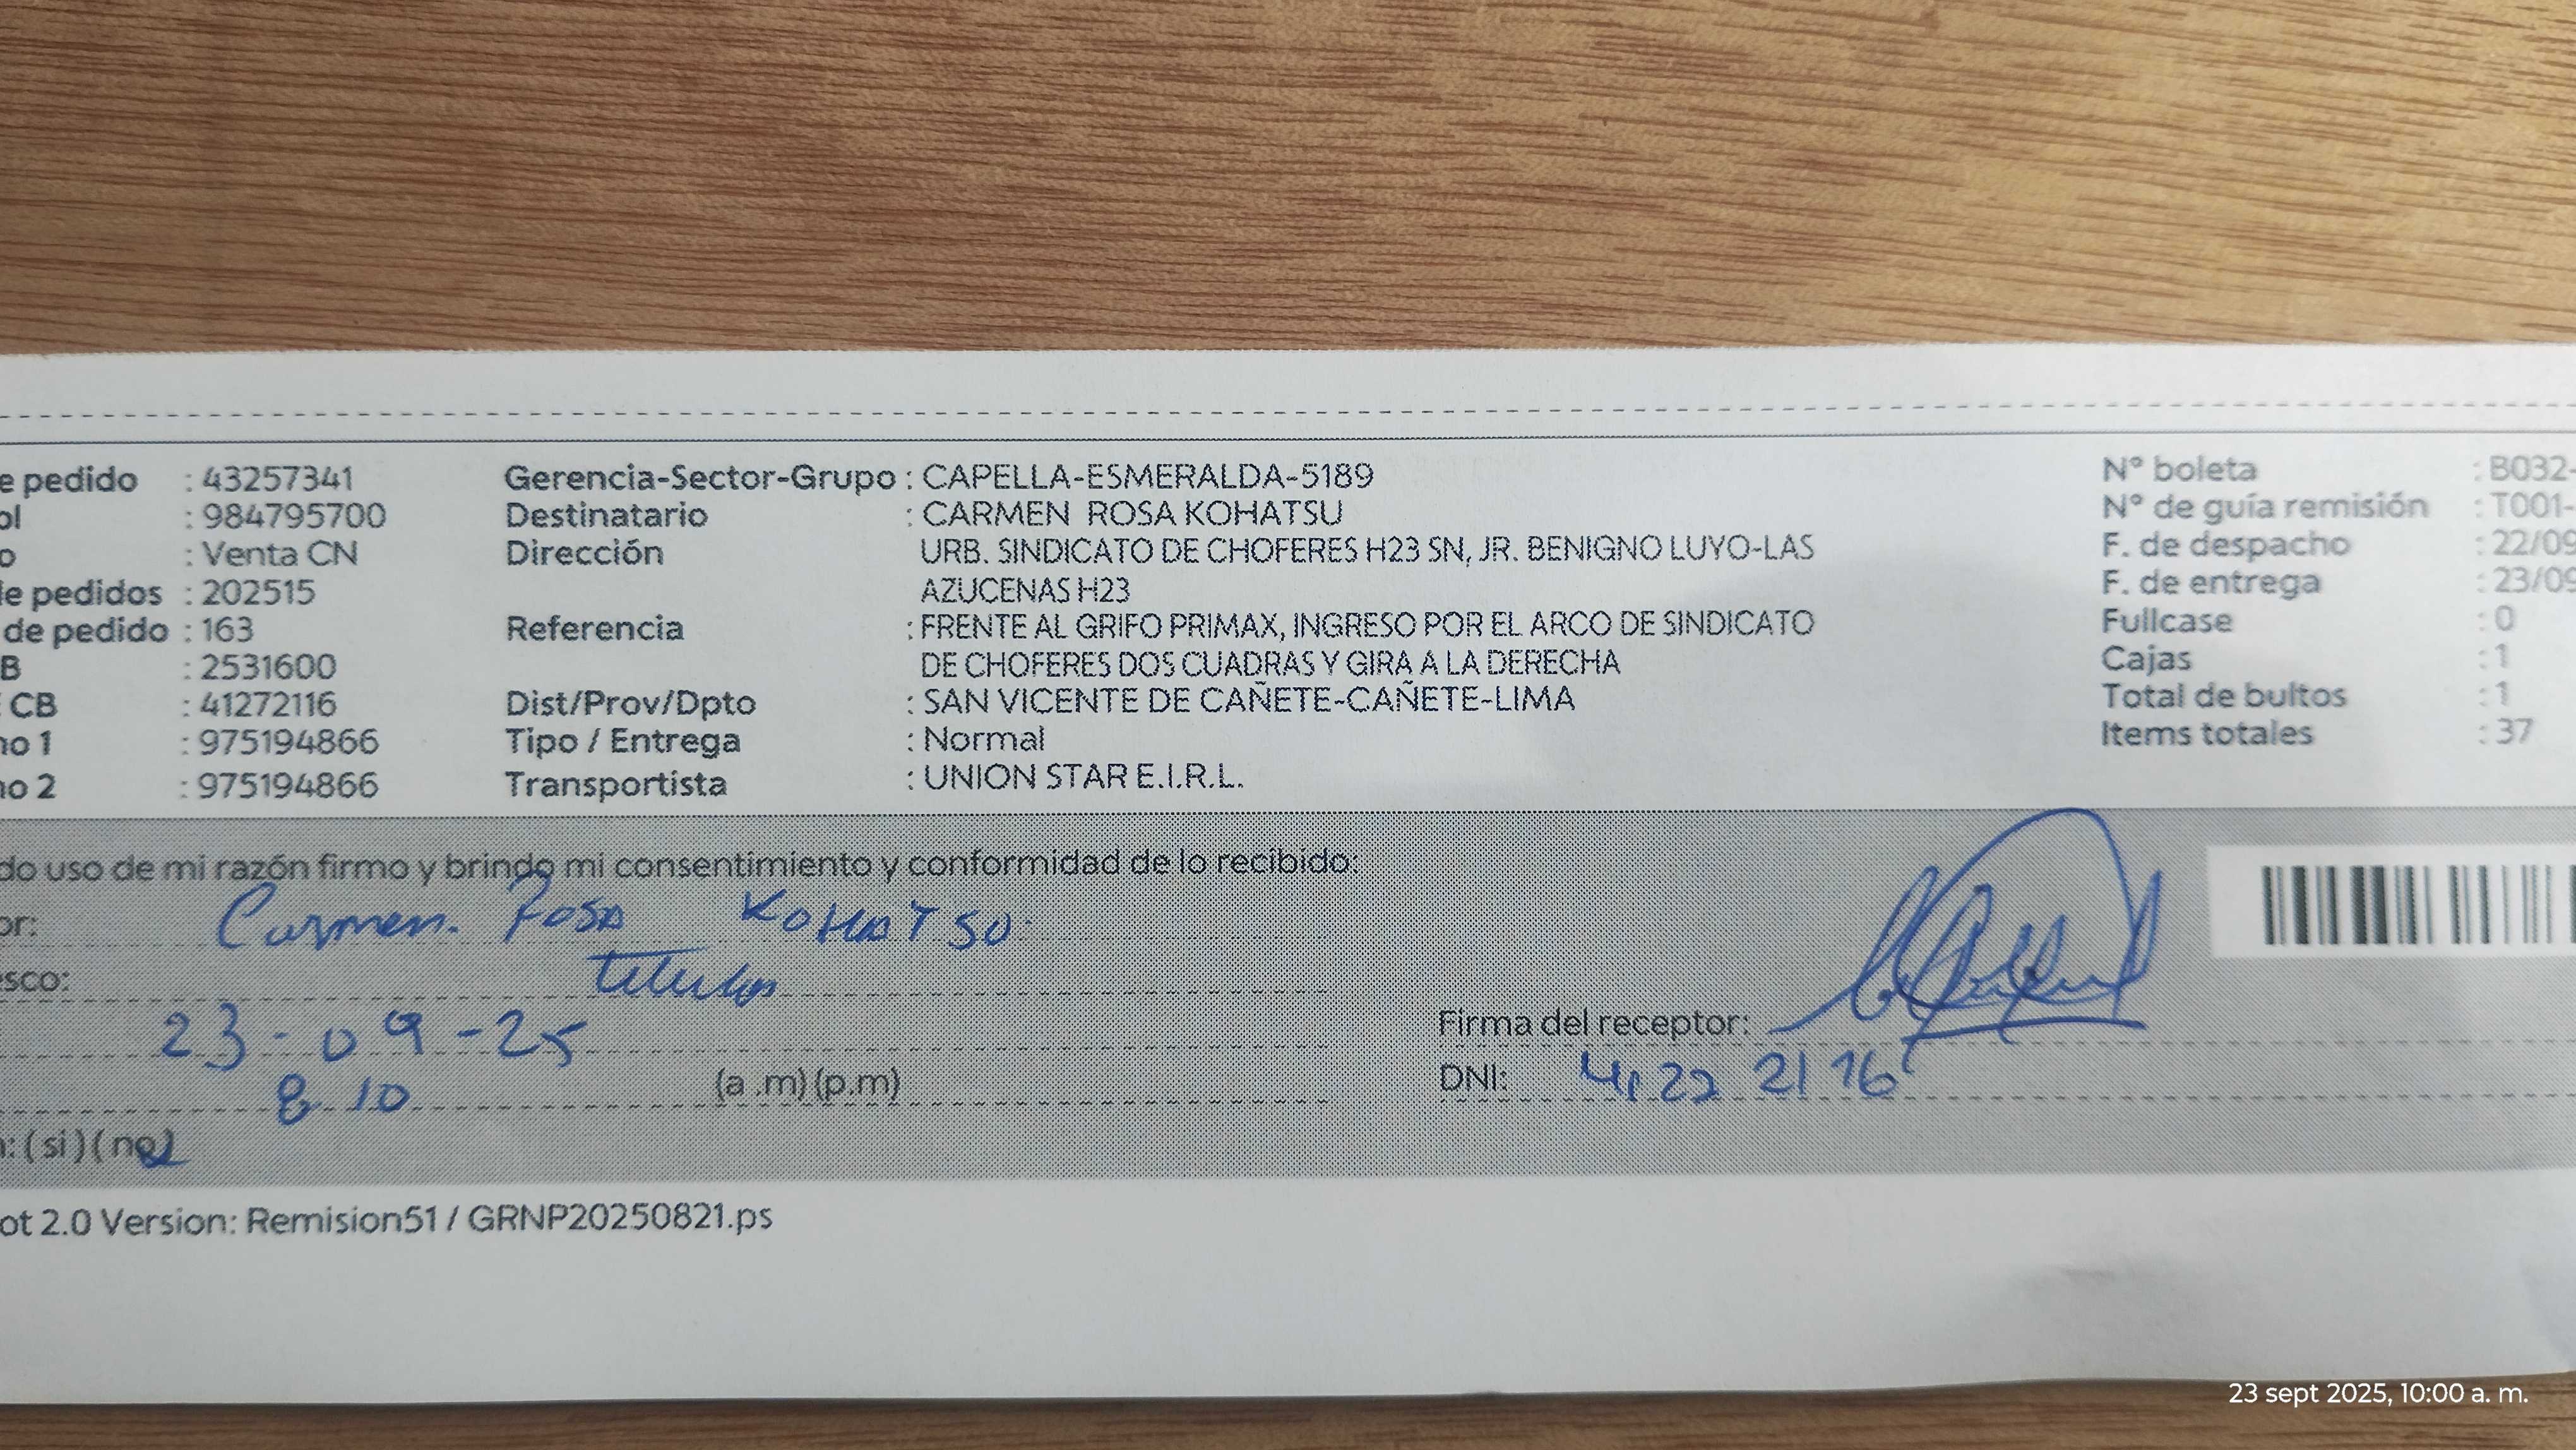 e pedido : 43257341
ol : 984795700
o : Venta CN
de pedidos : 202515
de pedido : 163
B : 2531600
CB : 41272116
no 1 : 975194866
no 2 : 975194866
Gerencia-Sector-Grupo : CAPELLA-ESMERALDA-5189
Destinatario : CARMEN ROSA KOHATSU
Dirección URB. SINDICATO DE CHOFERES H23 SN, JR. BENIGNO LUYO-LAS
AZUCENAS H23
Referencia : FRENTE AL GRIFO PRIMAX, INGRESO POR EL ARCO DE SINDICATO
DE CHOFERES DOS CUADRAS Y GIRA A LA DERECHA
Dist/Prov/Dpto : SAN VICENTE DE CAÑETE-CAÑETE-LIMA
Tipo / Entrega : Normal
Transportista : UNION STAR E.I.R.L.
Nº boleta : B032-
Nº de guía remisión : T001-
F. de despacho : 22/09
F. de entrega : 23/09
Fullcase : 0
Cajas : 1
Total de bultos : 1
Items totales : 37
do uso de mi razón firmo y brindo mi consentimiento y conformidad de lo recibido:
or: Carmen. Rosa KOHATSU.
esco:
23-09-25
8 10 (a .m) (p.m)
n: ( si ) ( no )
Firma del receptor:
DNI: 41 22 21 16
ot 2.0 Version: Remision51 / GRNP20250821.ps
23 sept 2025, 10:00 a. m.